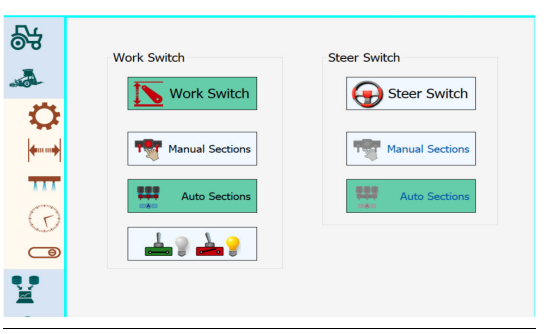 Work Switch
Steer Switch
Work Switch
Steer Switch
Manual Sections
Manual Sections
Auto Sections
Auto Sections